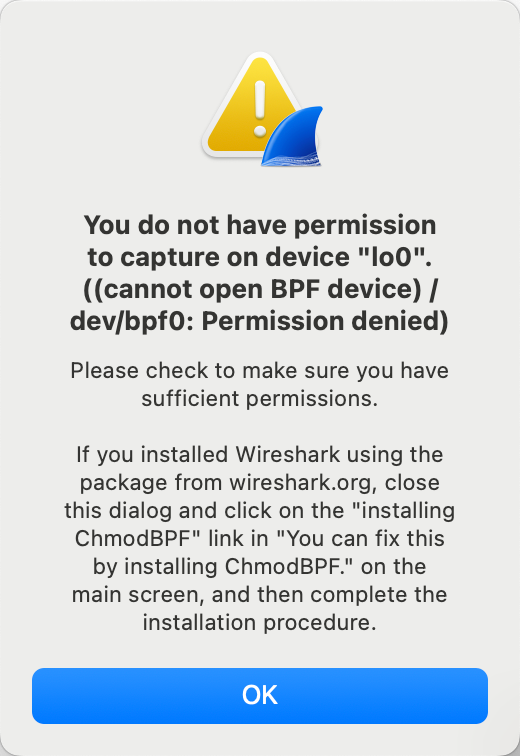 You do not have permission
to capture on device "lo0".
((cannot open BPF device) /
dev/bpf0: Permission denied)
Please check to make sure you have
sufficient permissions.
If you installed Wireshark using the
package from wireshark.org, close
this dialog and click on the "installing
ChmodBPF" link in "You can fix this
by installing ChmodBPF." on the
main screen, and then complete the
installation procedure.
OK